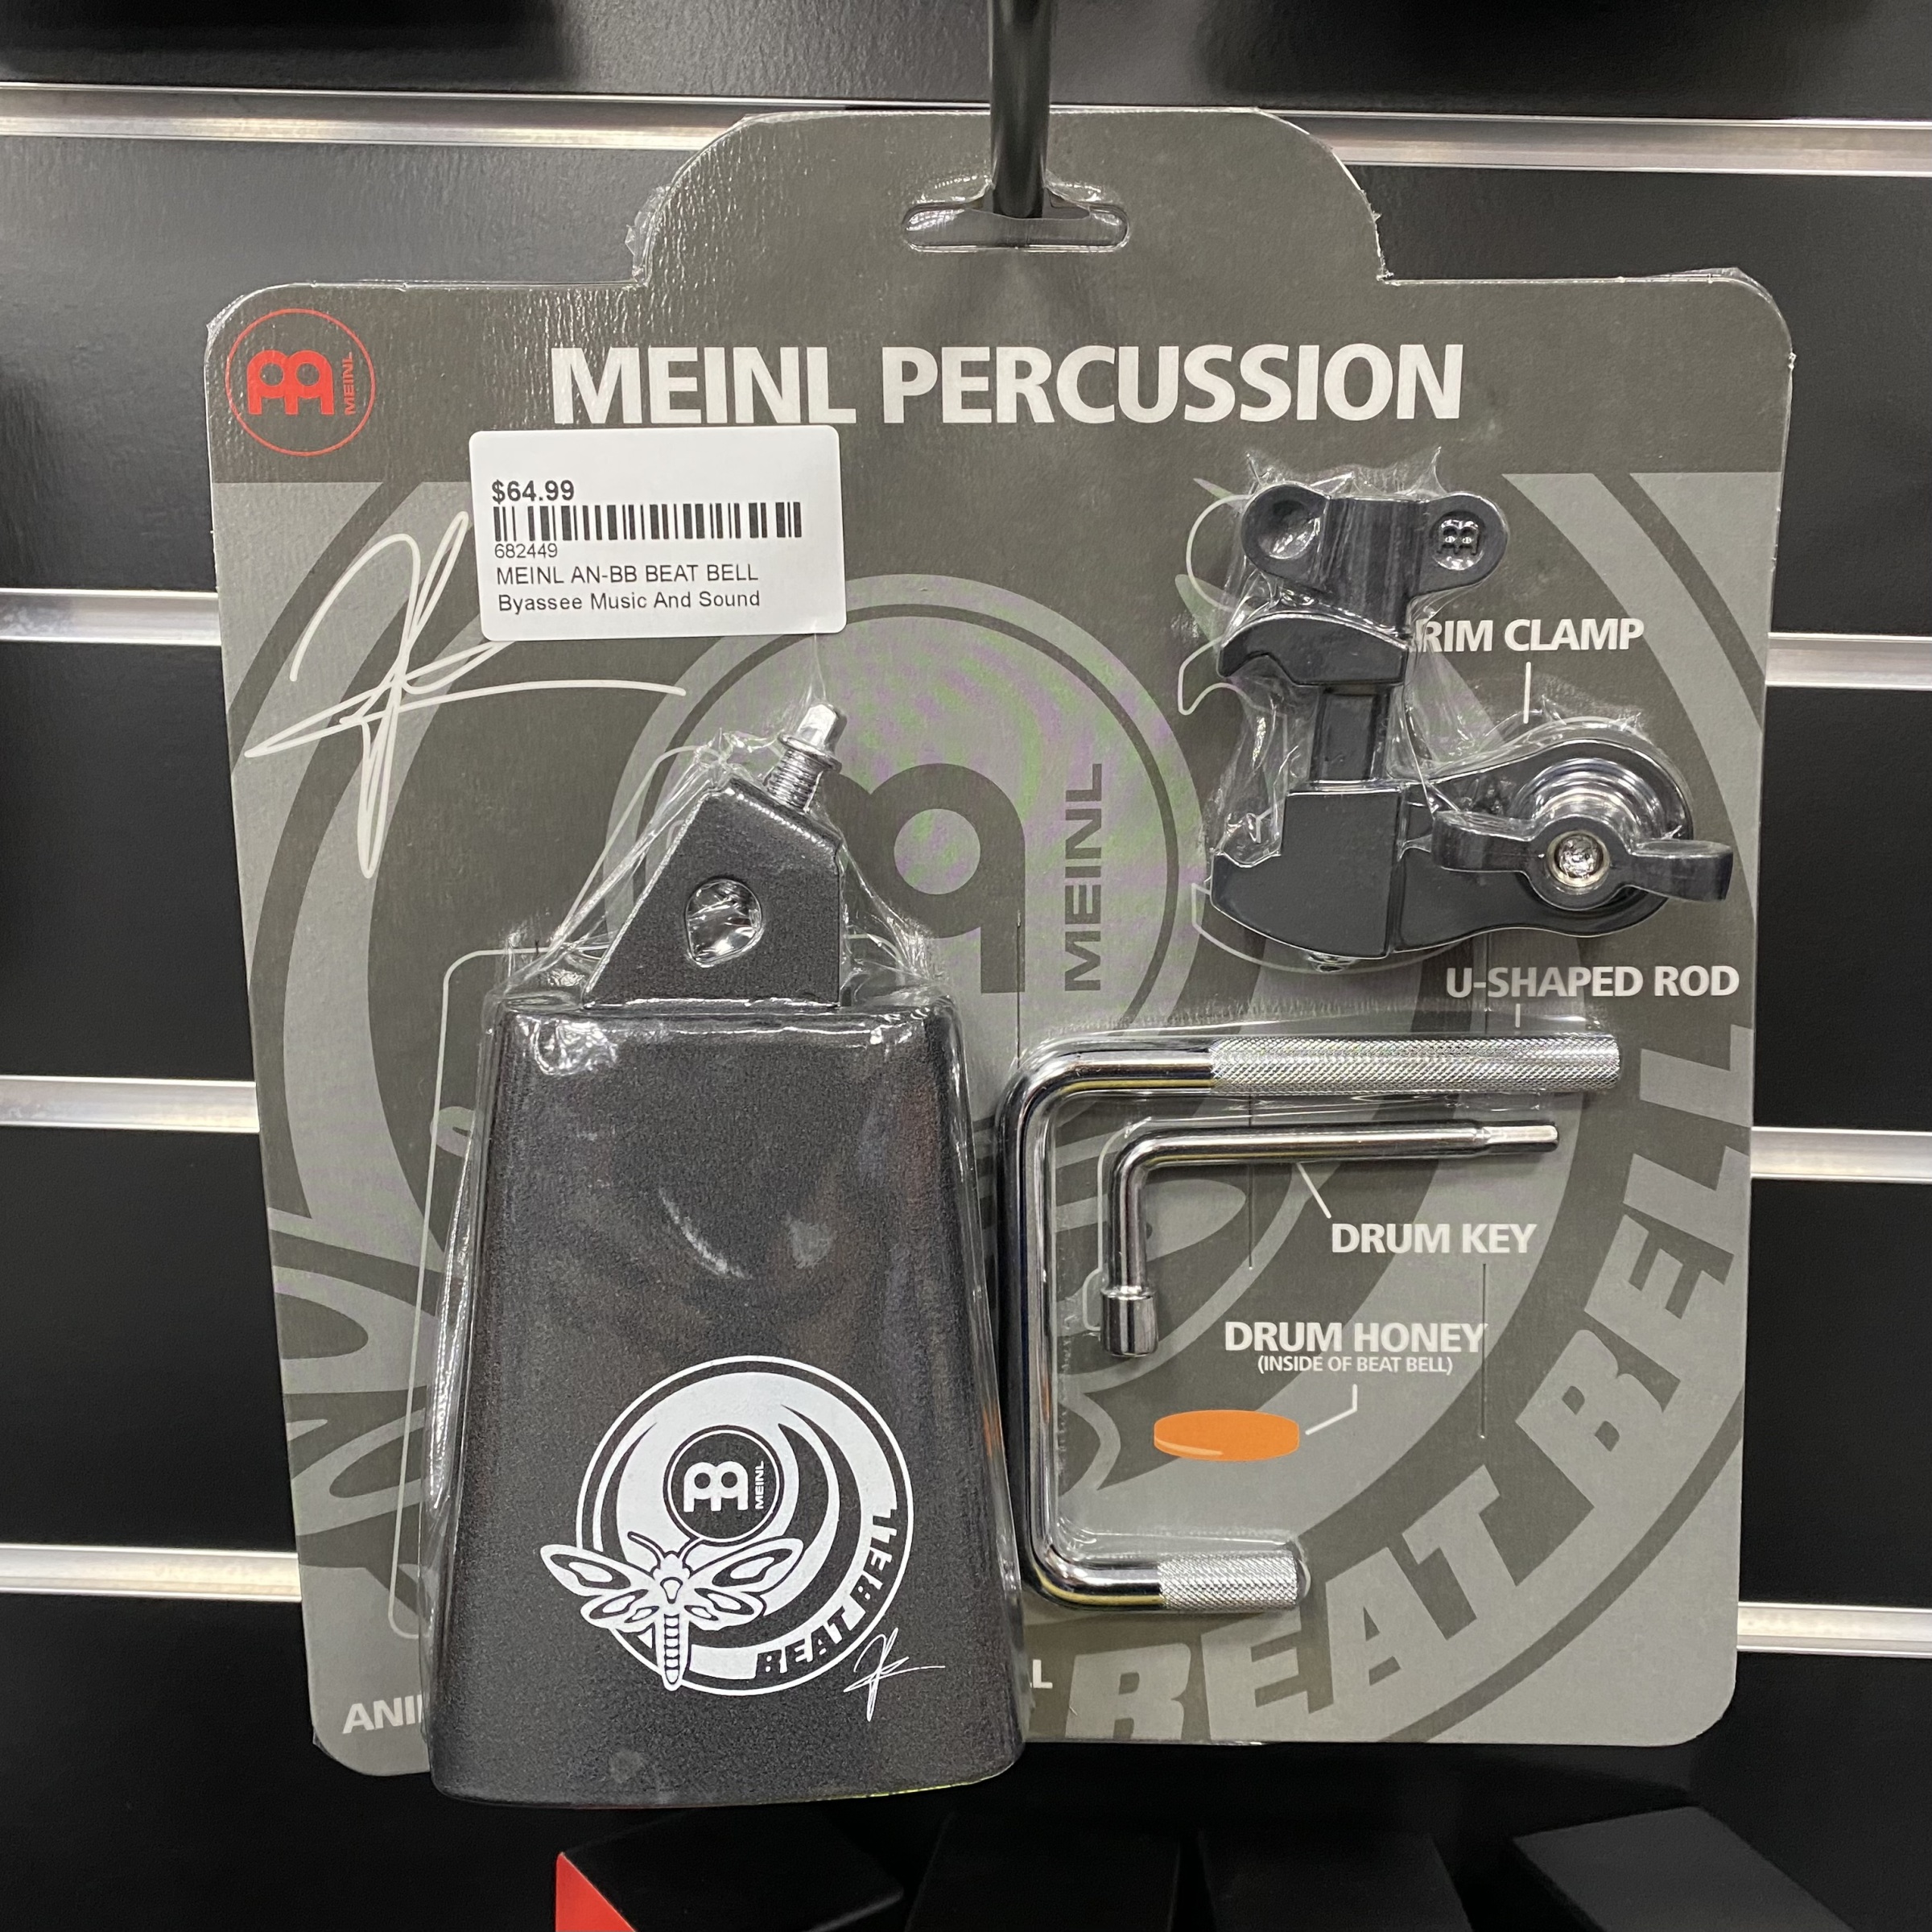 MEINL
MEINL PERCUSSION
$64.99
682449
MEINL AN-BB BEAT BELL
Byassee Music And Sound
RIM CLAMP
MEINL
U-SHAPED ROD
DRUM KEY
DRUM HONEY
(INSIDE OF BEAT BELL)
MEINL
BEAT BELL
BEAT BELL